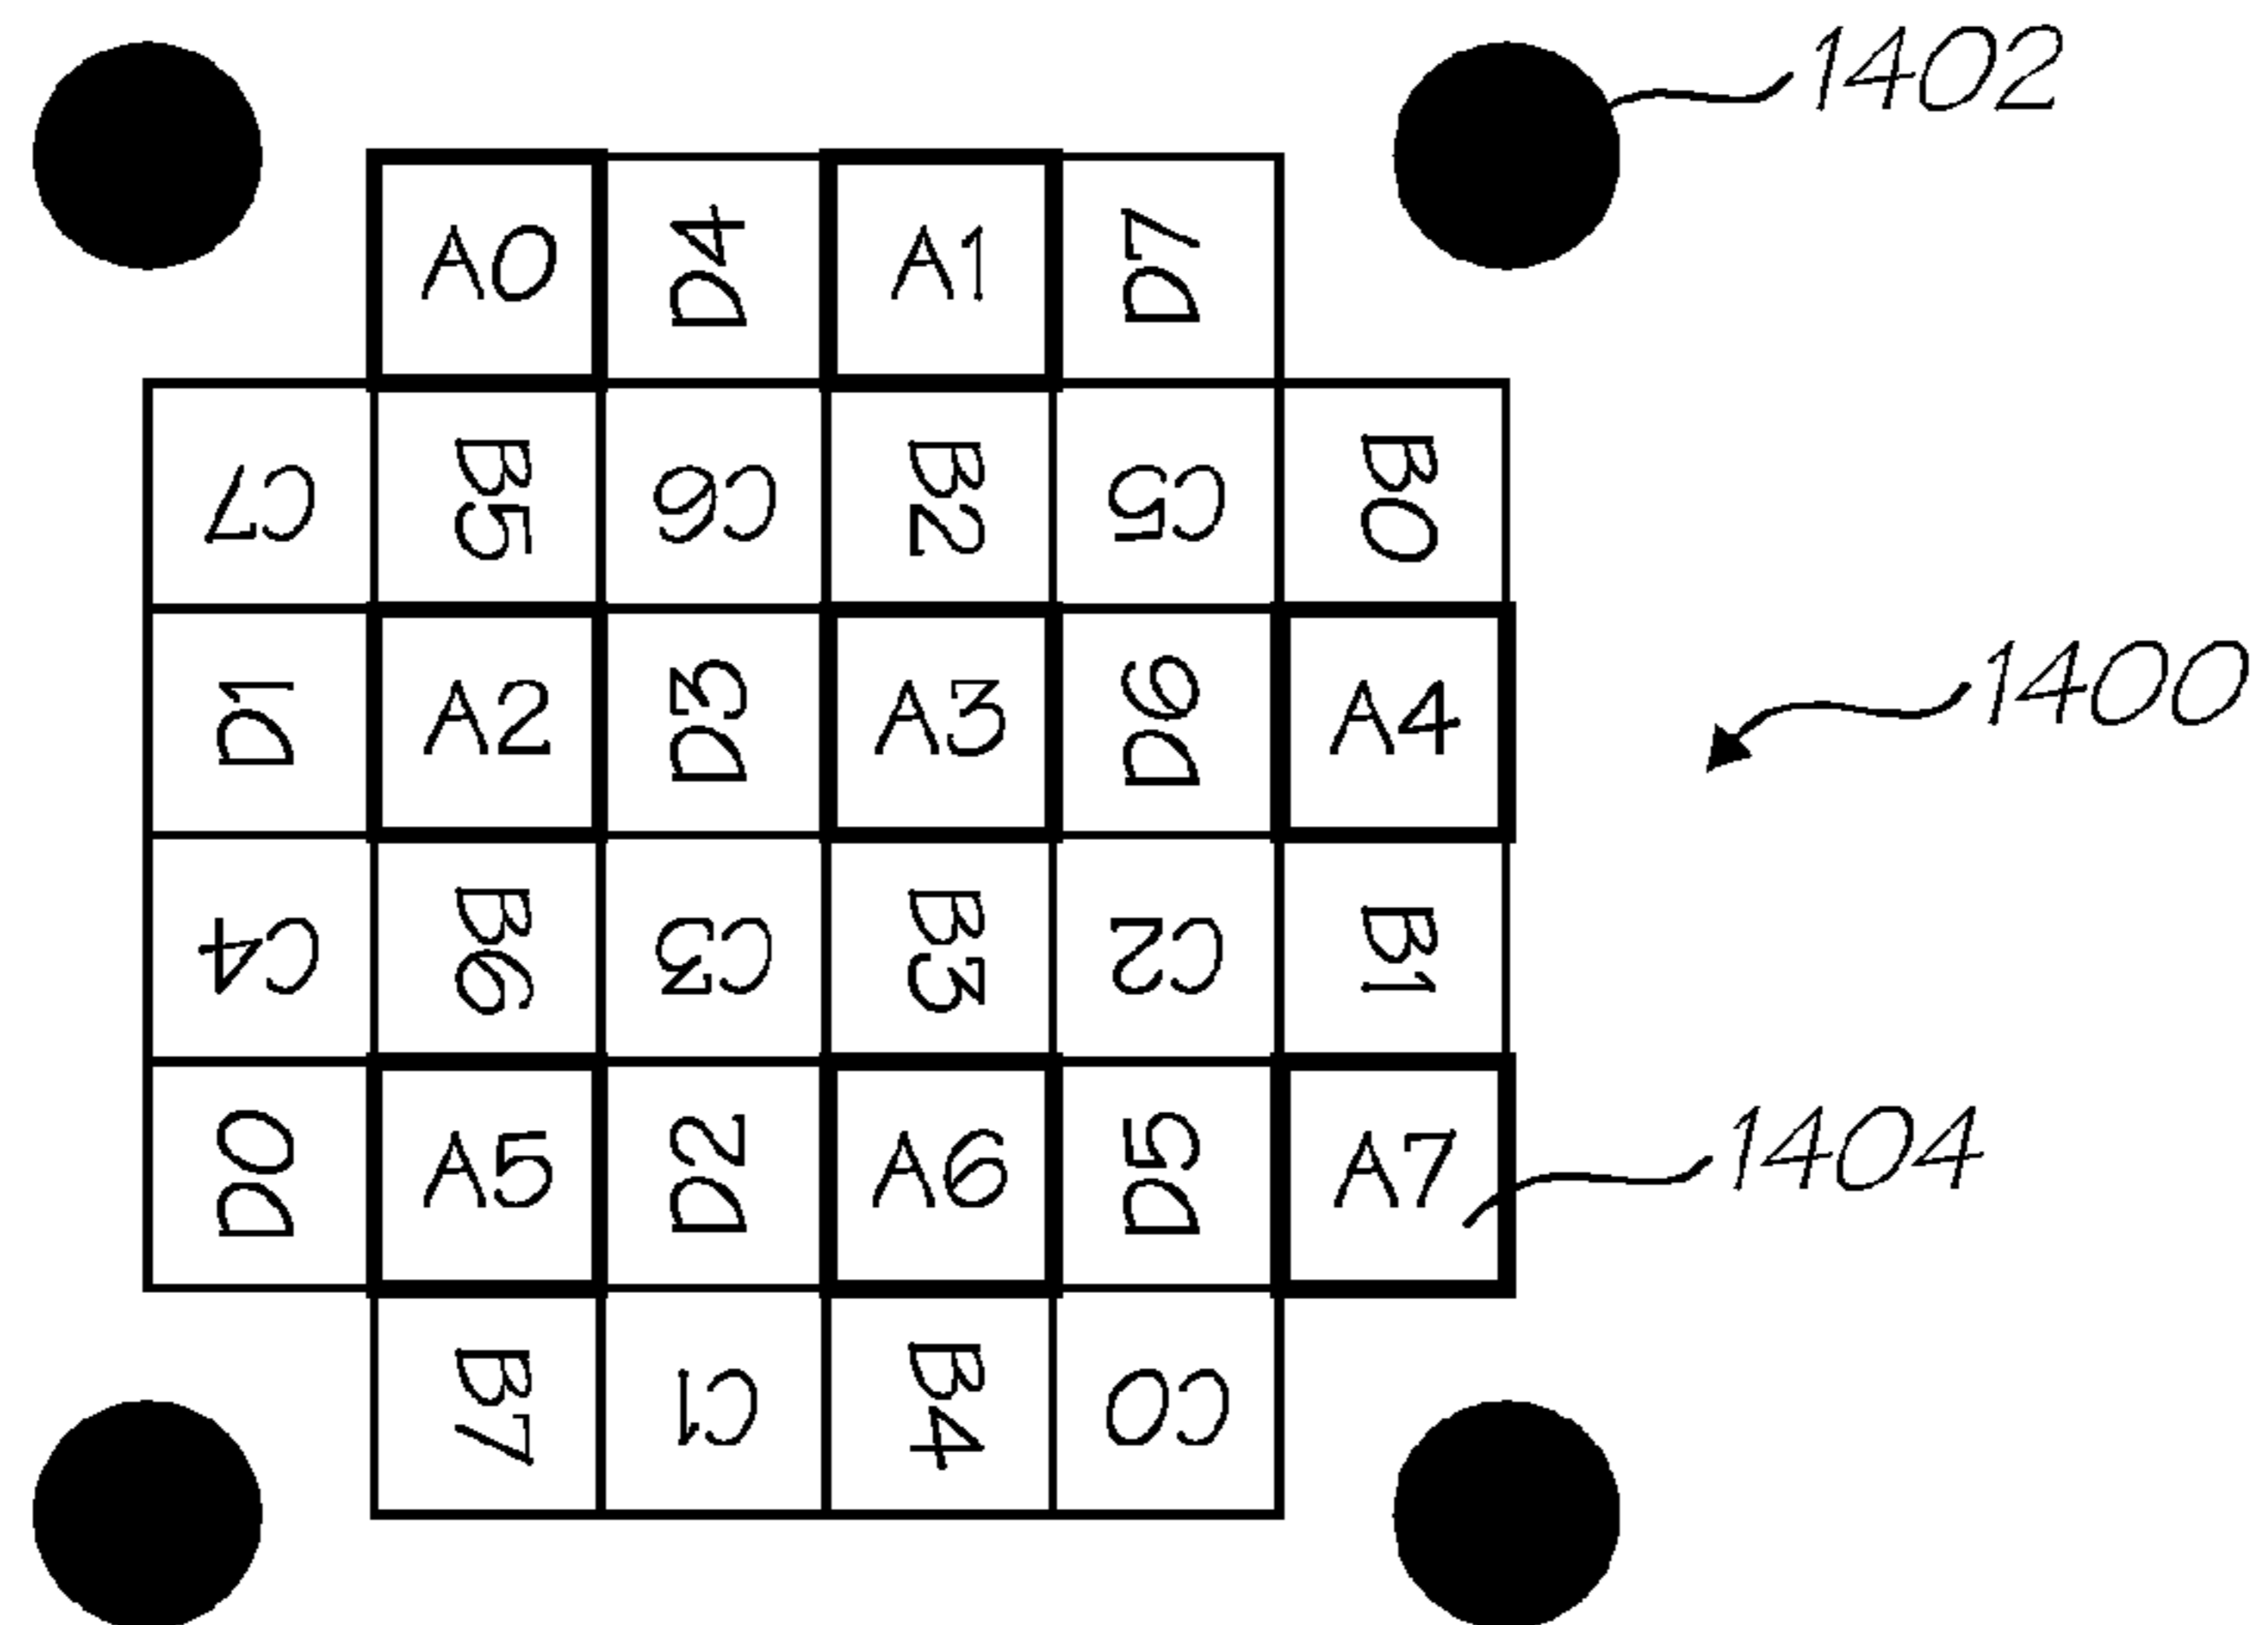 1402
A0 D4 A1 D7
C7 B5 C6 B2 C5 B0
D1 A2 D3 A3 D6 A4
1400
C4 B6 C3 B3 C2 B1
D0 A5 D2 A6 D5 A7
1404
B7 C1 B4 C0